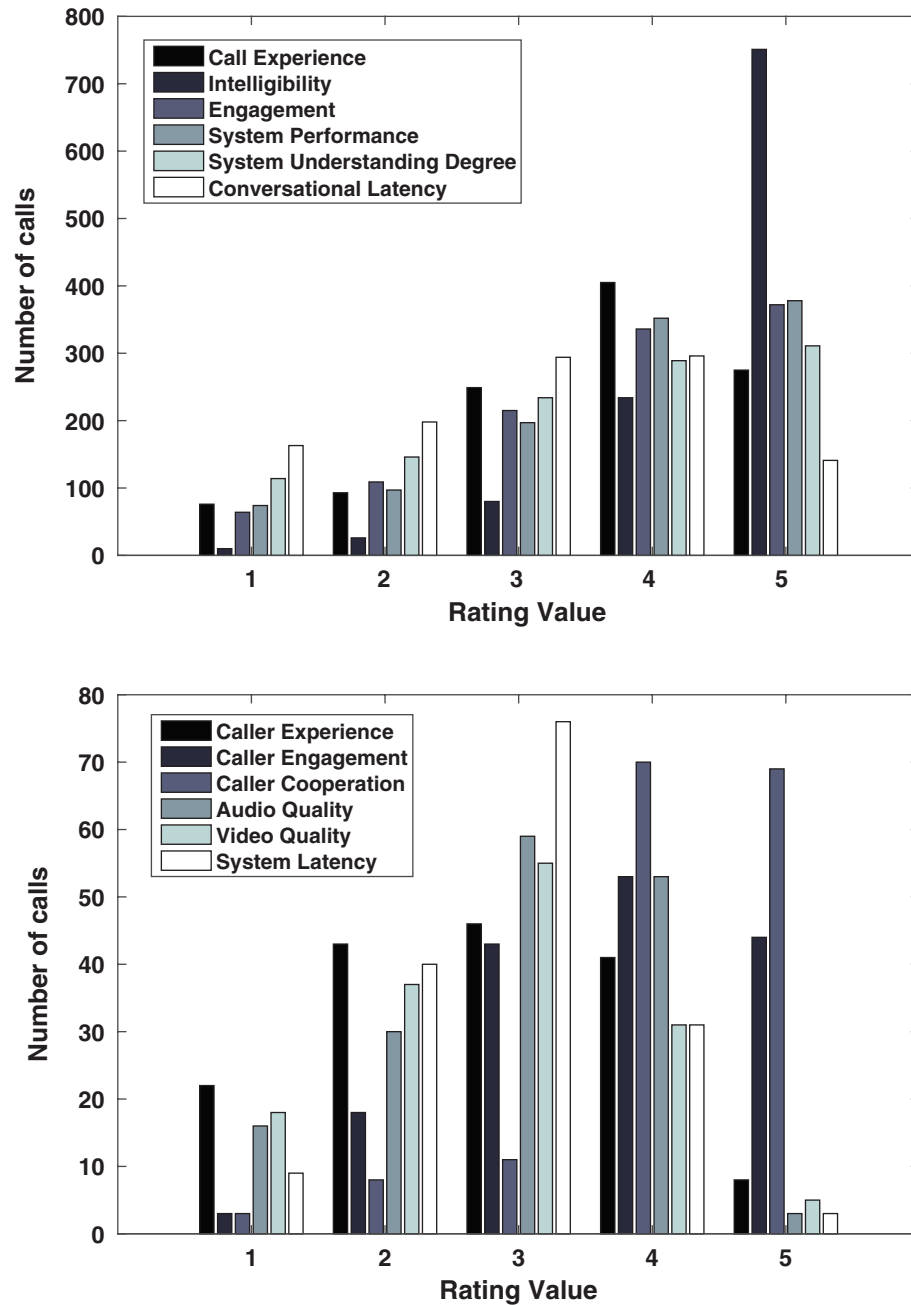 800
700
600
500
400
300
200
100
0
Number of calls
Call Experience
Intelligibility
Engagement
System Performance
System Understanding Degree
Conversational Latency
1 2 3 4 5
Rating Value
80
70
60
50
40
30
20
10
0
Number of calls
Caller Experience
Caller Engagement
Caller Cooperation
Audio Quality
Video Quality
System Latency
1 2 3 4 5
Rating Value